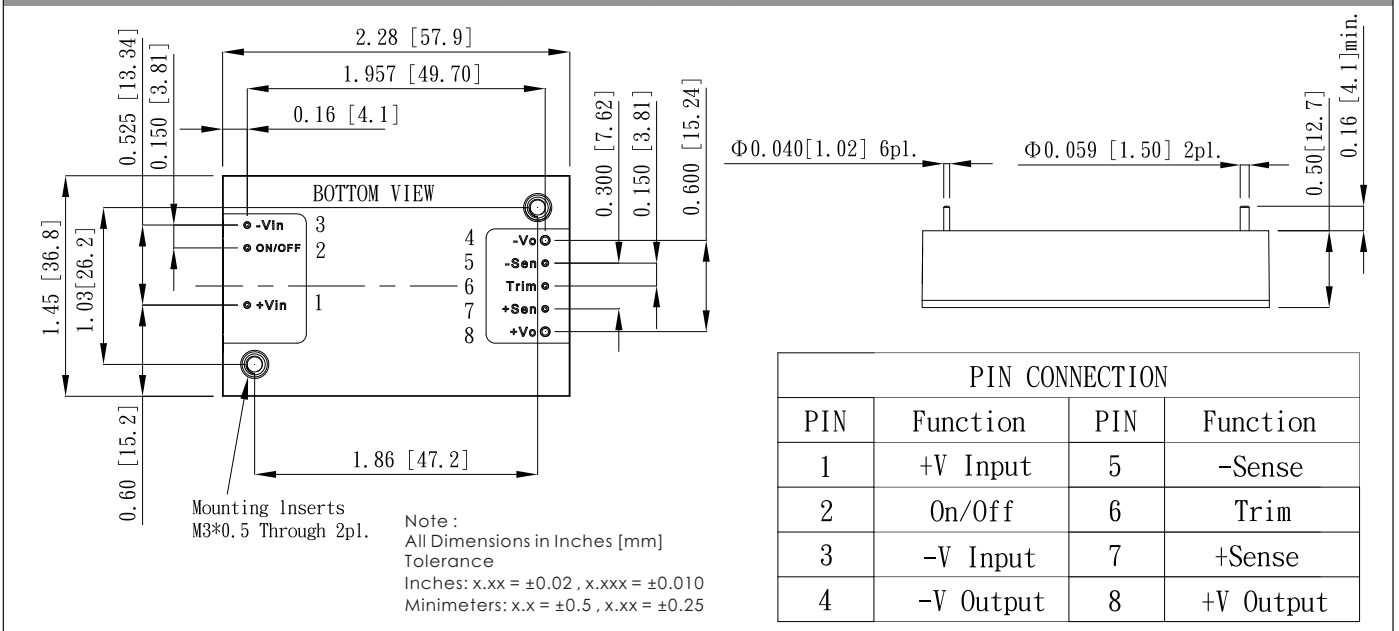 2.28 [57.9]
1.957 [49.70]
0.16 [4.1]
0.525 [13.34]
0.150 [3.81]
1.45 [36.8]
1.03[26.2]
0.60 [15.2]
BOTTOM VIEW
-Vin 3
ON/OFF 2
+Vin 1
4 -Vo
5 -Sen
6 Trim
7 +Sen
8 +Vo
0.300 [7.62]
0.150 [3.81]
0.600 [15.24]
1.86 [47.2]
Mounting lnserts
M3*0.5 Through 2pl.
Note :
All Dimensions in Inches [mm]
Tolerance
Inches: x.xx = ±0.02 , x.xxx = ±0.010
Minimeters: x.x = ±0.5 , x.xx = ±0.25
Φ0.040[1.02] 6pl.
Φ0.059 [1.50] 2pl.
0.50[12.7]
0.16 [4.1]min.
PIN CONNECTION
PIN Function PIN Function
1 +V Input 5 -Sense
2 On/Off 6 Trim
3 -V Input 7 +Sense
4 -V Output 8 +V Output